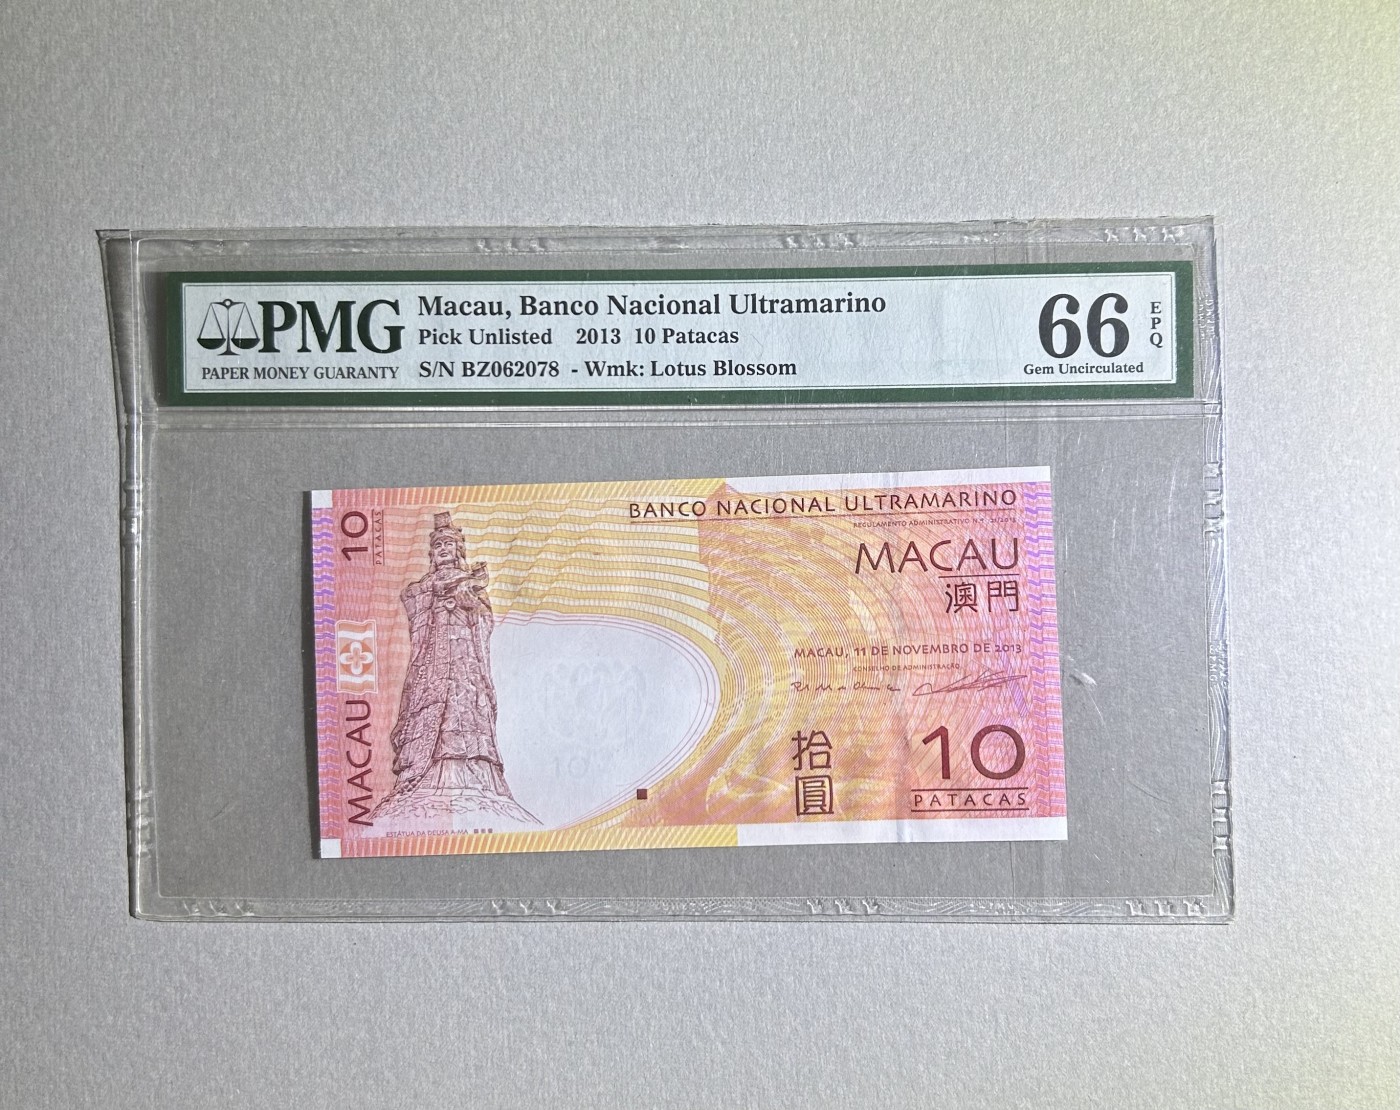 PMG
PAPER MONEY GUARANTY
Macau, Banco Nacional Ultramarino
Pick Unlisted 2013 10 Patacas
S/N BZ062078 - Wmk: Lotus Blossom
66
EPQ
Gem Uncirculated
10
PATACAS
MACAU
ESTÁTUA DA DEUSA A-MA
BANCO NACIONAL ULTRAMARINO
MACAU
澳門
MACAU, 11 DE NOVEMBRO DE 2013
CONSELHO DE ADMINISTRAÇÃO
拾圓
10
PATACAS
10